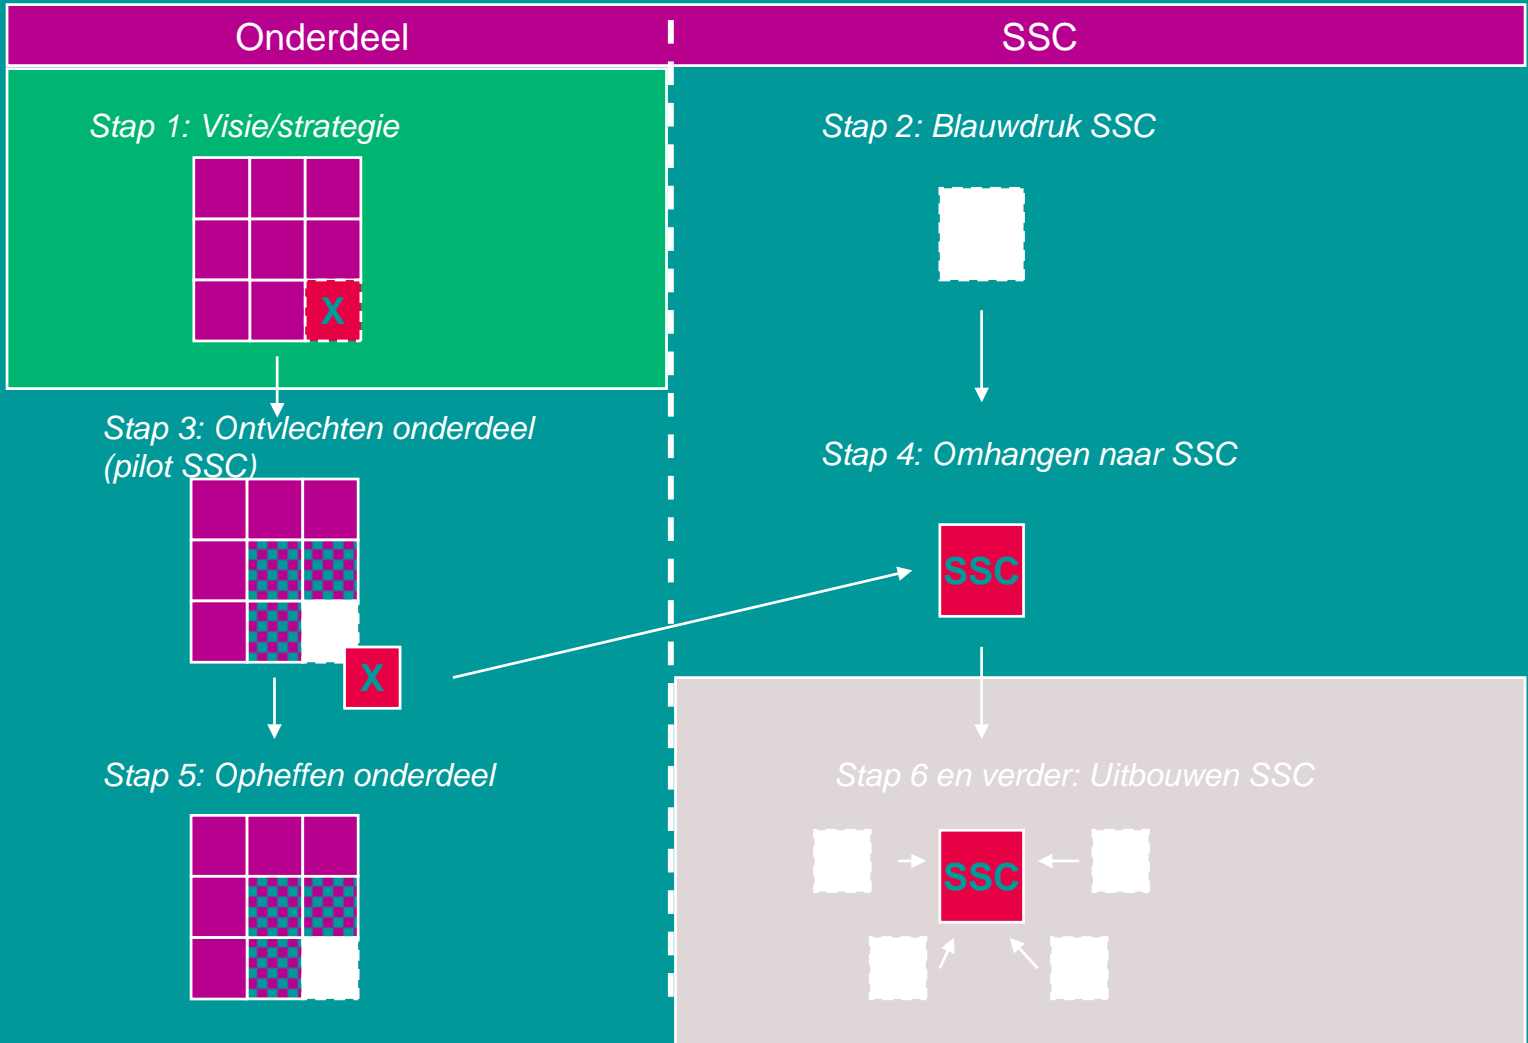 Onderdeel
SSC
Stap 1: Visie/strategie
X
Stap 2: Blauwdruk SSC
Stap 3: Ontvlechten onderdeel
(pilot SSC)
X
Stap 4: Omhangen naar SSC
SSC
Stap 5: Opheffen onderdeel
Stap 6 en verder: Uitbouwen SSC
SSC